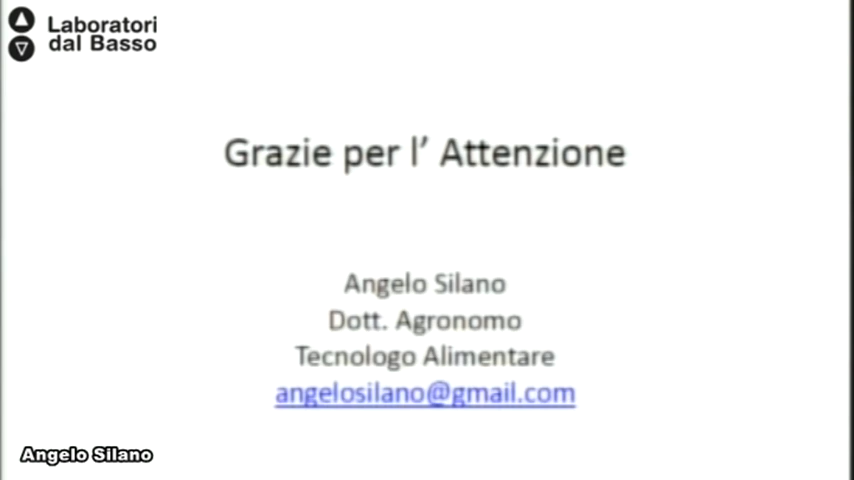 Laboratori
dal Basso
Grazie per l’ Attenzione
Angelo Silano
Dott. Agronomo
Tecnologo Alimentare
angelosilano@gmail.com
Angelo Silano